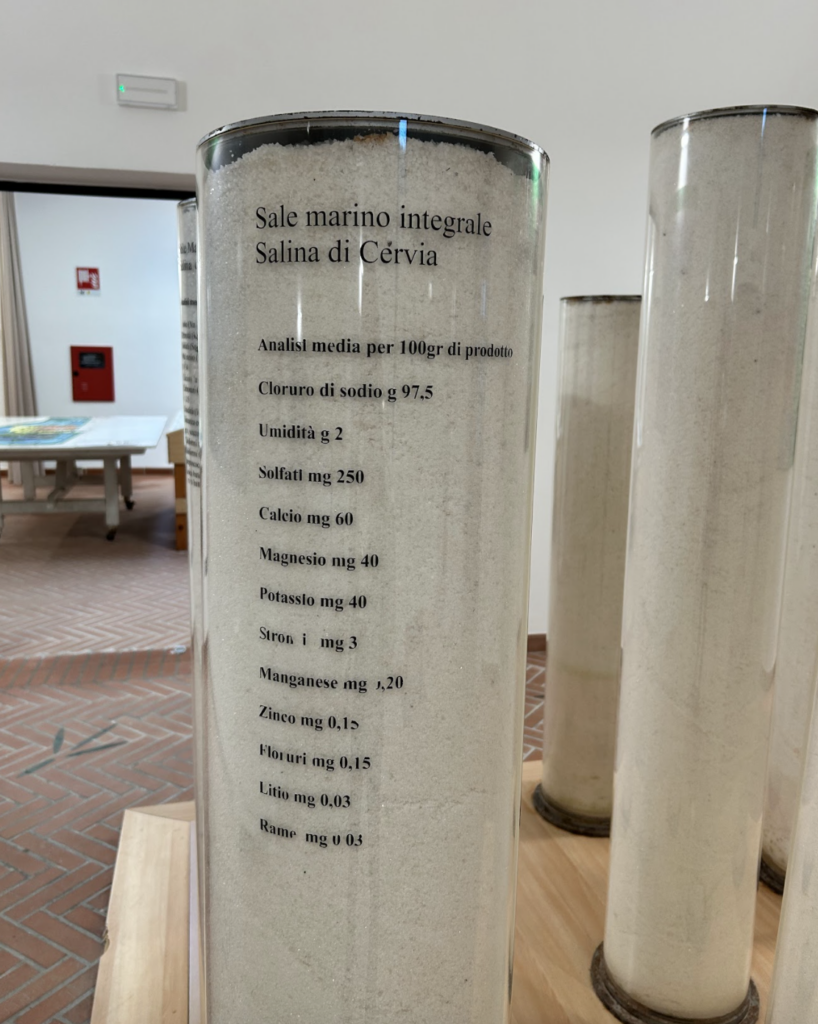 Sale marino integrale
Salina di Cervia
Analisi media per 100gr di prodotto
Cloruro di sodio g 97,5
Umidità g 2
Solfati mg 250
Calcio mg 60
Magnesio mg 40
Potassio mg 40
mg 3
Manganese mg ,20
Zinco mg 0,15
Floruri mg 0,15
Litio mg 0,03
Rame mg 0 03